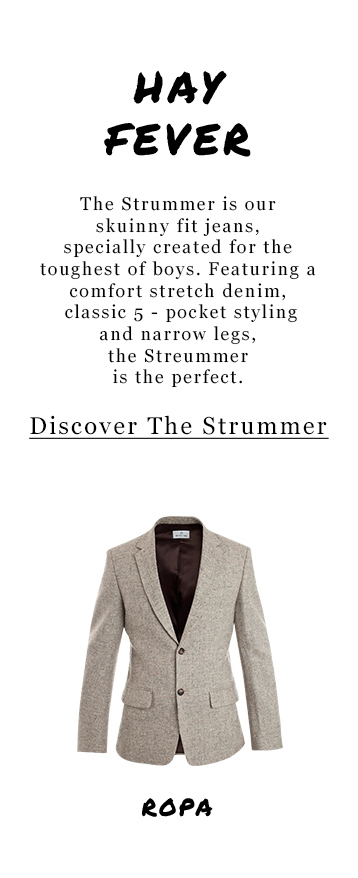 HAY
FEVER
The Strummer is our
skuinny fit jeans,
specially created for the
toughest of boys. Featuring a
comfort stretch denim,
classic 5 - pocket styling
and narrow legs,
the Streummer
is the perfect.
Discover The Strummer
ROPA